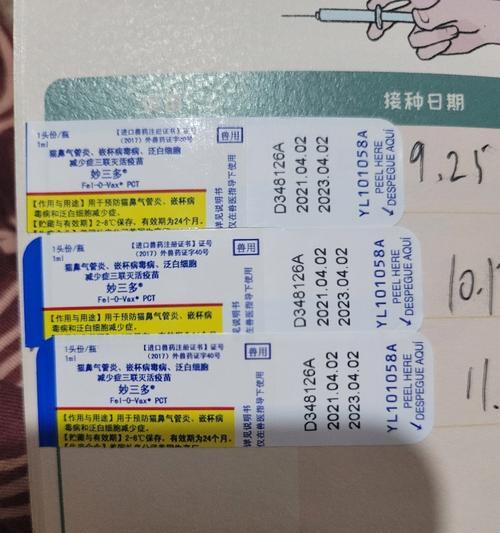 接种日期
1头份/瓶
【进口兽药注册证书】证号
(2017)外兽药证字40号
兽用
猫鼻气管炎、嵌杯病毒病、泛白细胞
减少症三联灭活疫苗
妙三多®
Fel-O-Vax® PCT
【作用与用途】用于预防猫鼻气管炎、嵌杯病
毒病和泛白细胞减少症。
【贮藏与有效期】2-8℃保存，有效期为24个月。
详见说明书
仅在兽医指导下使用
D348126A
2021.04.02
2023.04.02
YL101058A
PEEL HERE
DESPEGUE AQUÍ
9.25
1头份/瓶
1ml
【进口兽药注册证书】证号
(2017)外兽药证字40号
兽用
猫鼻气管炎、嵌杯病毒病、泛白细胞
减少症三联灭活疫苗
妙三多®
Fel-O-Vax® PCT
【作用与用途】用于预防猫鼻气管炎、嵌杯病
毒病和泛白细胞减少症。
详见说明书
仅在兽医指导下使用
D348126A
2021.04.02
2023.04.02
YL101058A
PEEL HERE
DESPEGUE AQUÍ
10.1
1头份/瓶
1ml
【进口兽药注册证书】证号
(2017)外兽药证字40号
兽用
猫鼻气管炎、嵌杯病毒病、泛白细胞
减少症三联灭活疫苗
妙三多®
Fel-O-Vax® PCT
【作用与用途】用于预防猫鼻气管炎、嵌杯病
毒病和泛白细胞减少症。
【贮藏与有效期】2-8℃保存，有效期为24个月。
详见说明书
仅在兽医指导下使用
D348126A
2021.04.02
2023.04.02
YL101058A
PEEL HERE
DESPEGUE AQUÍ
11.